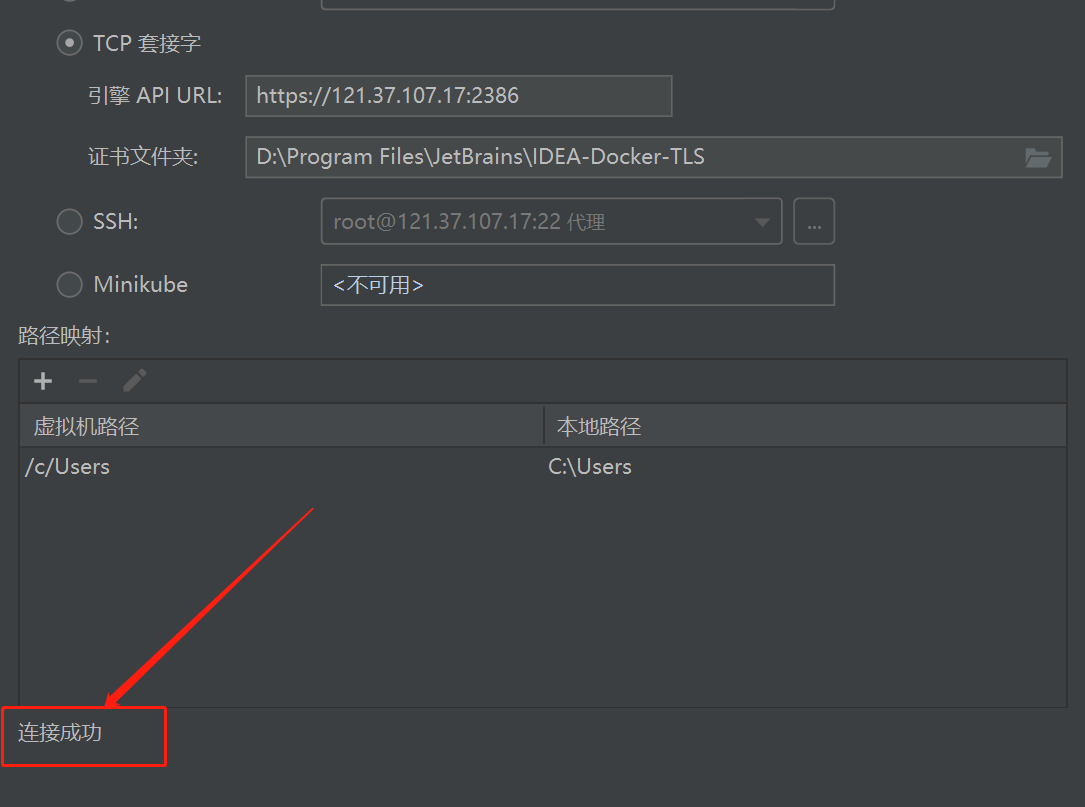 TCP 套接字
引擎 API URL: https://121.37.107.17:2386
证书文件夹: D:\Program Files\JetBrains\IDEA-Docker-TLS
SSH: root@121.37.107.17:22 代理 ...
Minikube <不可用>
路径映射:
虚拟机路径 本地路径
/c/Users C:\Users
连接成功